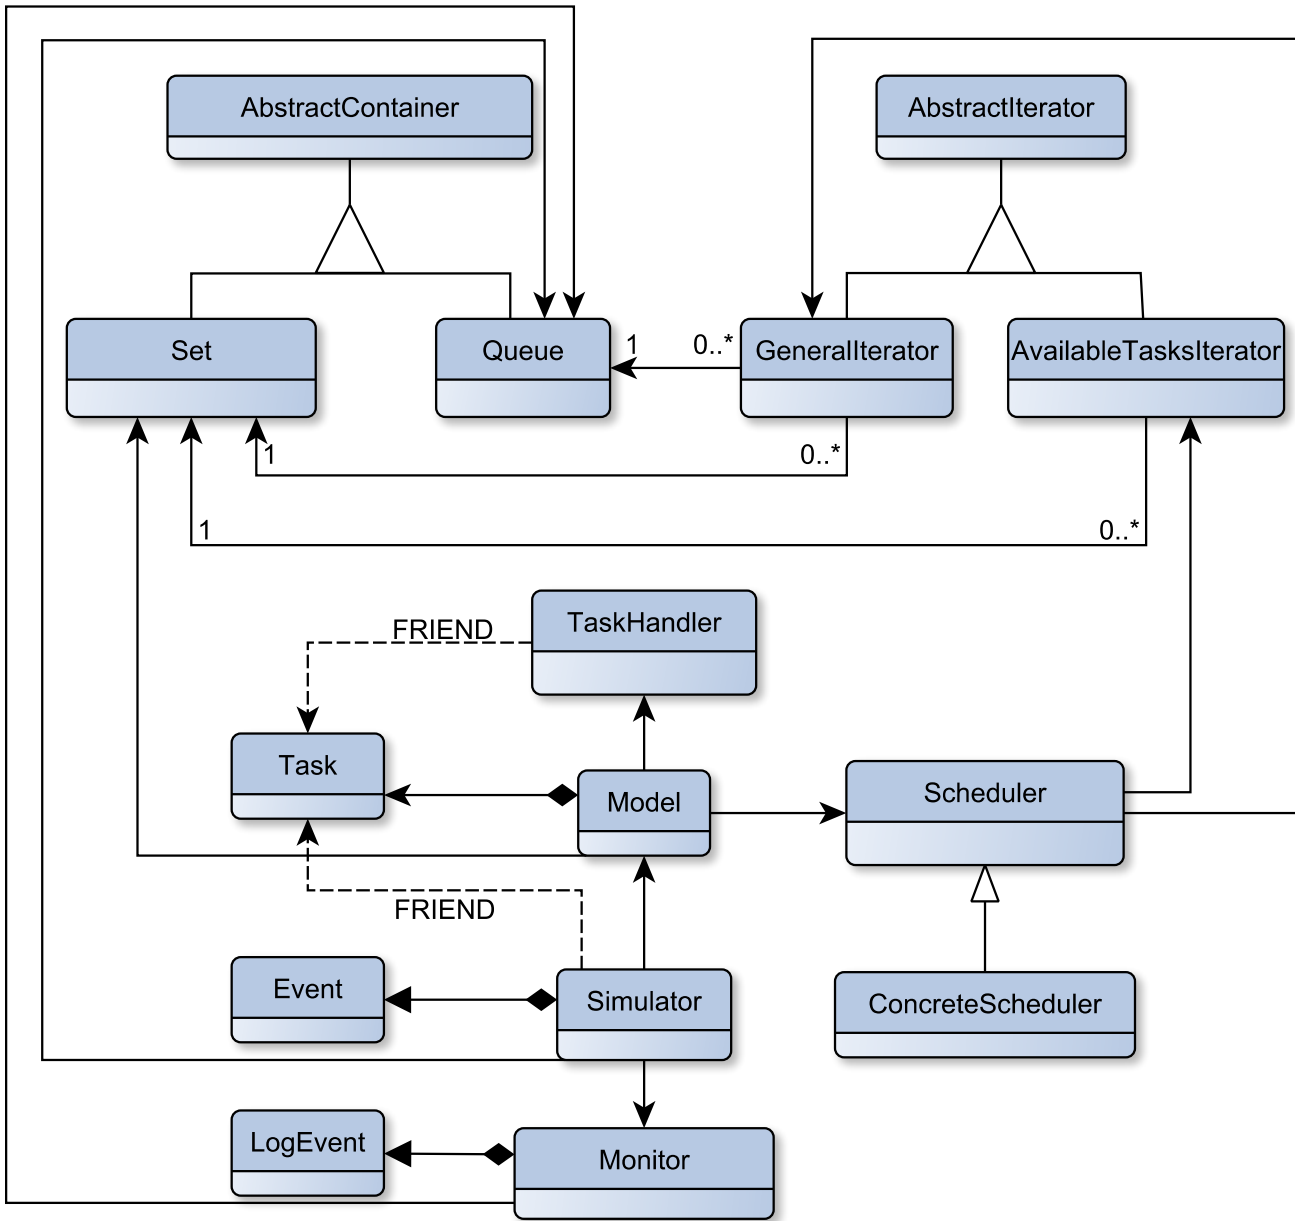 AbstractContainer
AbstractIterator
Set
Queue
1
0..*
GeneralIterator
AvailableTasksIterator
1
0..*
1
0..*
TaskHandler
FRIEND
Task
Model
Scheduler
FRIEND
Event
Simulator
ConcreteScheduler
LogEvent
Monitor